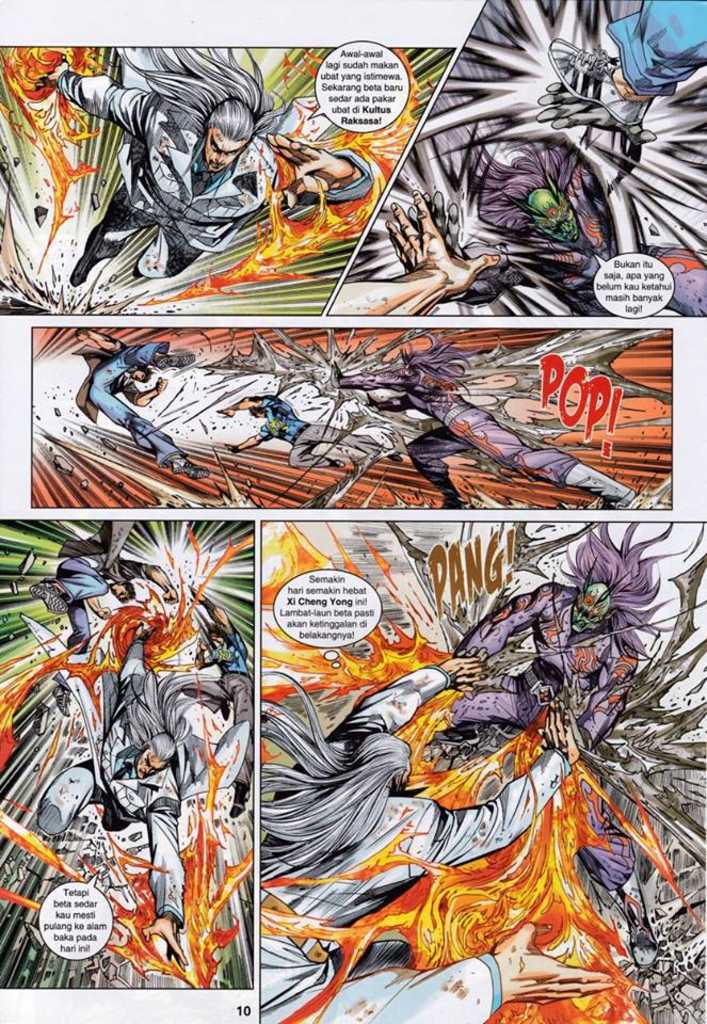 Awal-awal
lagi sudah makan
ubat yang istimewa.
Sekarang beta baru
sedar ada pakar
ubat di Kultus
Raksasa!
Bukan itu
saja, apa yang
belum kau ketahui
masih banyak
lagi!
POP!
Tetapi
beta sedar
kau mesti
pulang ke alam
baka pada
hari ini!
Semakin
hari semakin hebat
Xi Cheng Yong ini!
Lambat-laun beta pasti
akan ketinggalan di
belakangnya!
PANG!
10